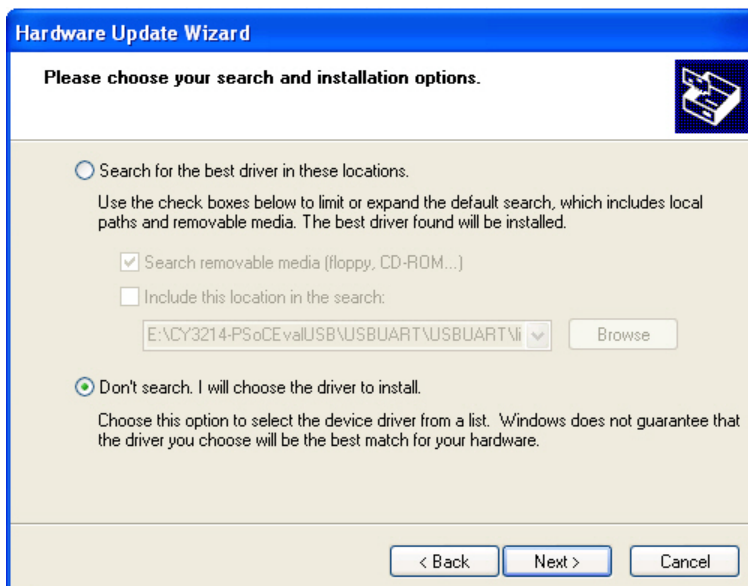 Hardware Update Wizard
Please choose your search and installation options.
Search for the best driver in these locations.
Use the check boxes below to limit or expand the default search, which includes local
paths and removable media. The best driver found will be installed.
Search removable media (floppy, CD-ROM...)
Include this location in the search:
E:\CY3214-PSoCEvalUSB\USBUART\USBUART\li
Browse
Don't search. I will choose the driver to install.
Choose this option to select the device driver from a list. Windows does not guarantee that
the driver you choose will be the best match for your hardware.
< Back Next > Cancel